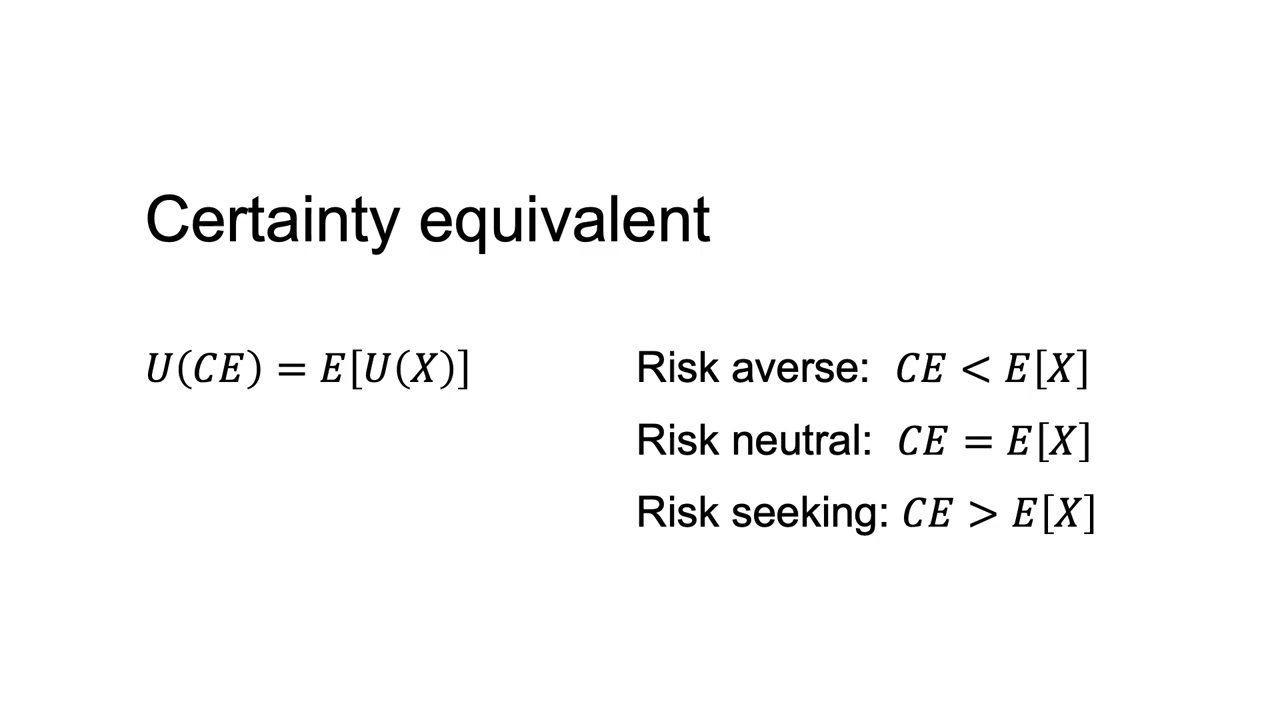 Certainty equivalent
𝑈(𝐶𝐸) = 𝐸[𝑈(𝑋)]
Risk averse: 𝐶𝐸 < 𝐸[𝑋]
Risk neutral: 𝐶𝐸 = 𝐸[𝑋]
Risk seeking: 𝐶𝐸 > 𝐸[𝑋]